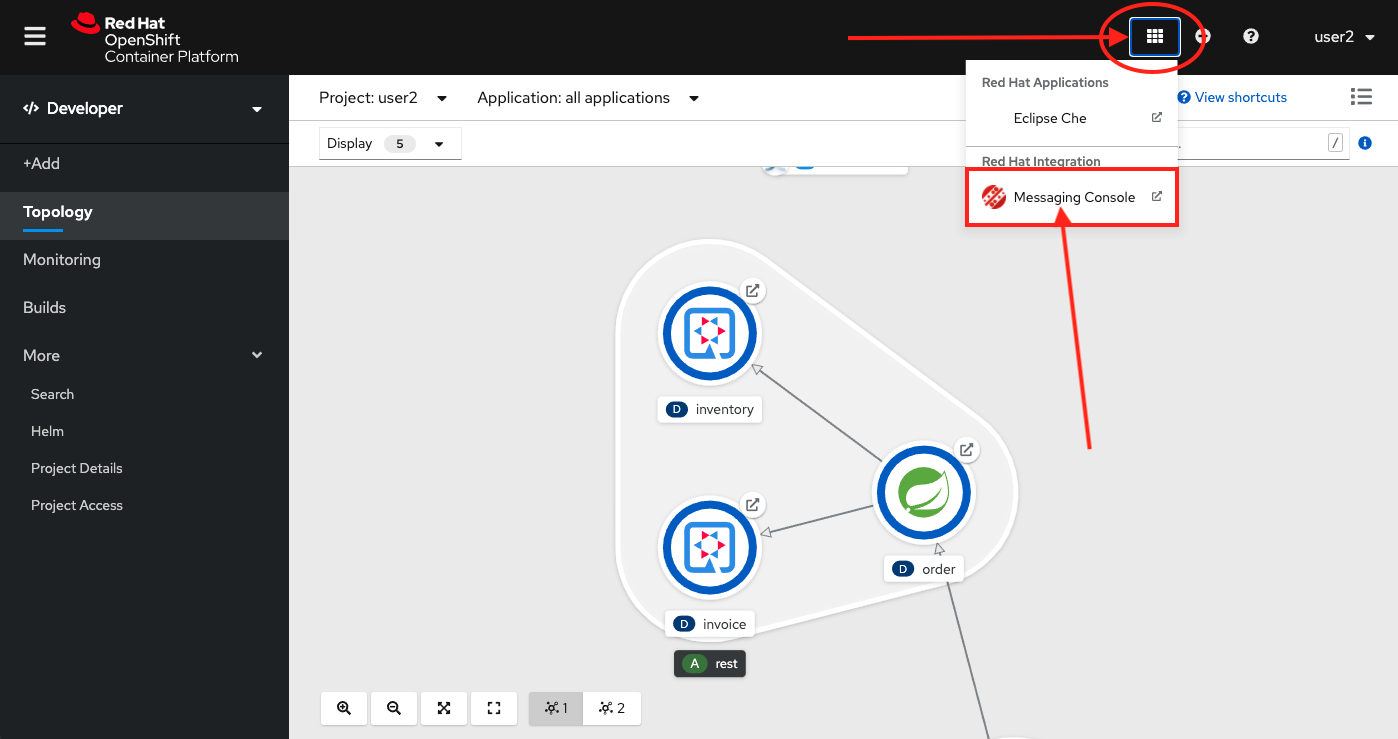 Red Hat
OpenShift
Container Platform
user2
Developer
+Add
Topology
Monitoring
Builds
More
Search
Helm
Project Details
Project Access
Project: user2
Application: all applications
View shortcuts
Display 5
/
Red Hat Applications
Eclipse Che
Red Hat Integration
Messaging Console
D inventory
D order
D invoice
A rest
1
2